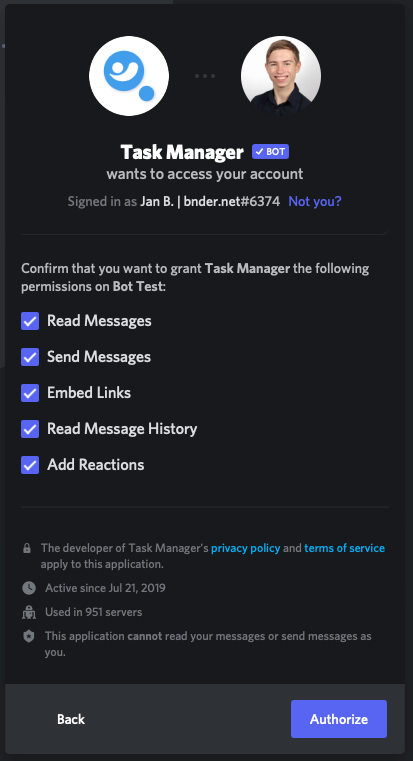 Task Manager ✓ BOT
wants to access your account
Signed in as Jan B. | bnder.net#6374 Not you?
Confirm that you want to grant Task Manager the following
permissions on Bot Test:
Read Messages
Send Messages
Embed Links
Read Message History
Add Reactions
The developer of Task Manager's privacy policy and terms of service
apply to this application.
Active since Jul 21, 2019
Used in 951 servers
This application cannot read your messages or send messages as
you.
Back
Authorize